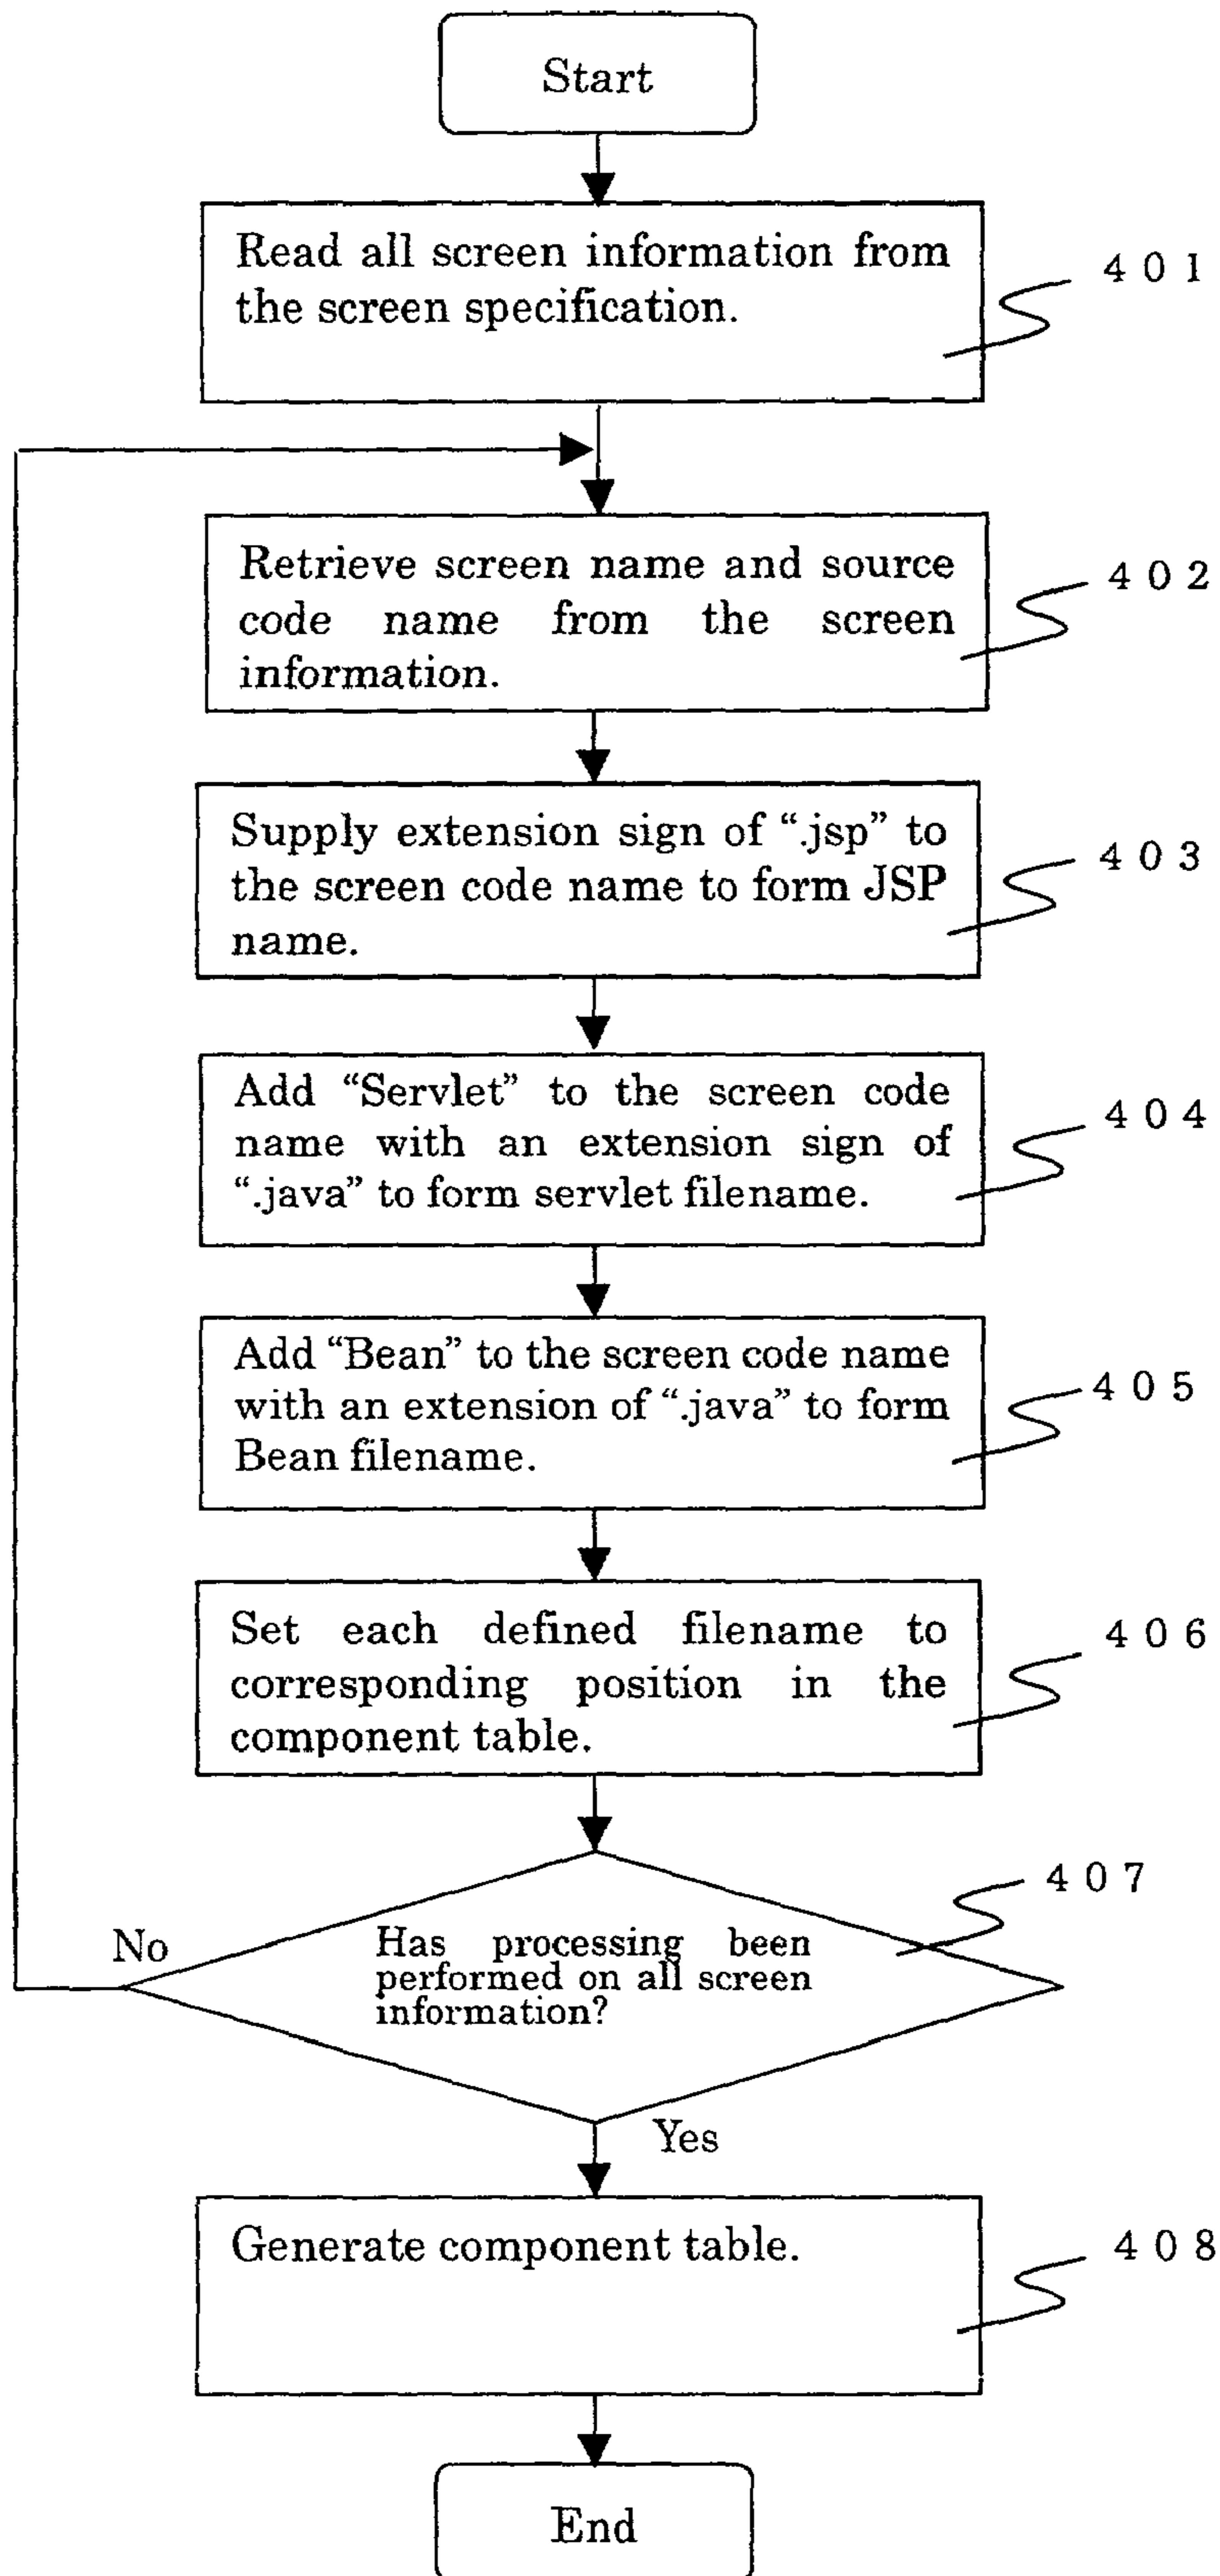 Start
Read all screen information from
the screen specification.
4 0 1
Retrieve screen name and source
code name from the screen
information.
4 0 2
Supply extension sign of “.jsp” to
the screen code name to form JSP
name.
4 0 3
Add “Servlet” to the screen code
name with an extension sign of
“.java” to form servlet filename.
4 0 4
Add “Bean” to the screen code name
with an extension of “.java” to form
Bean filename.
4 0 5
Set each defined filename to
corresponding position in the
component table.
4 0 6
Has processing been
performed on all screen
information?
4 0 7
No
Yes
Generate component table.
4 0 8
End